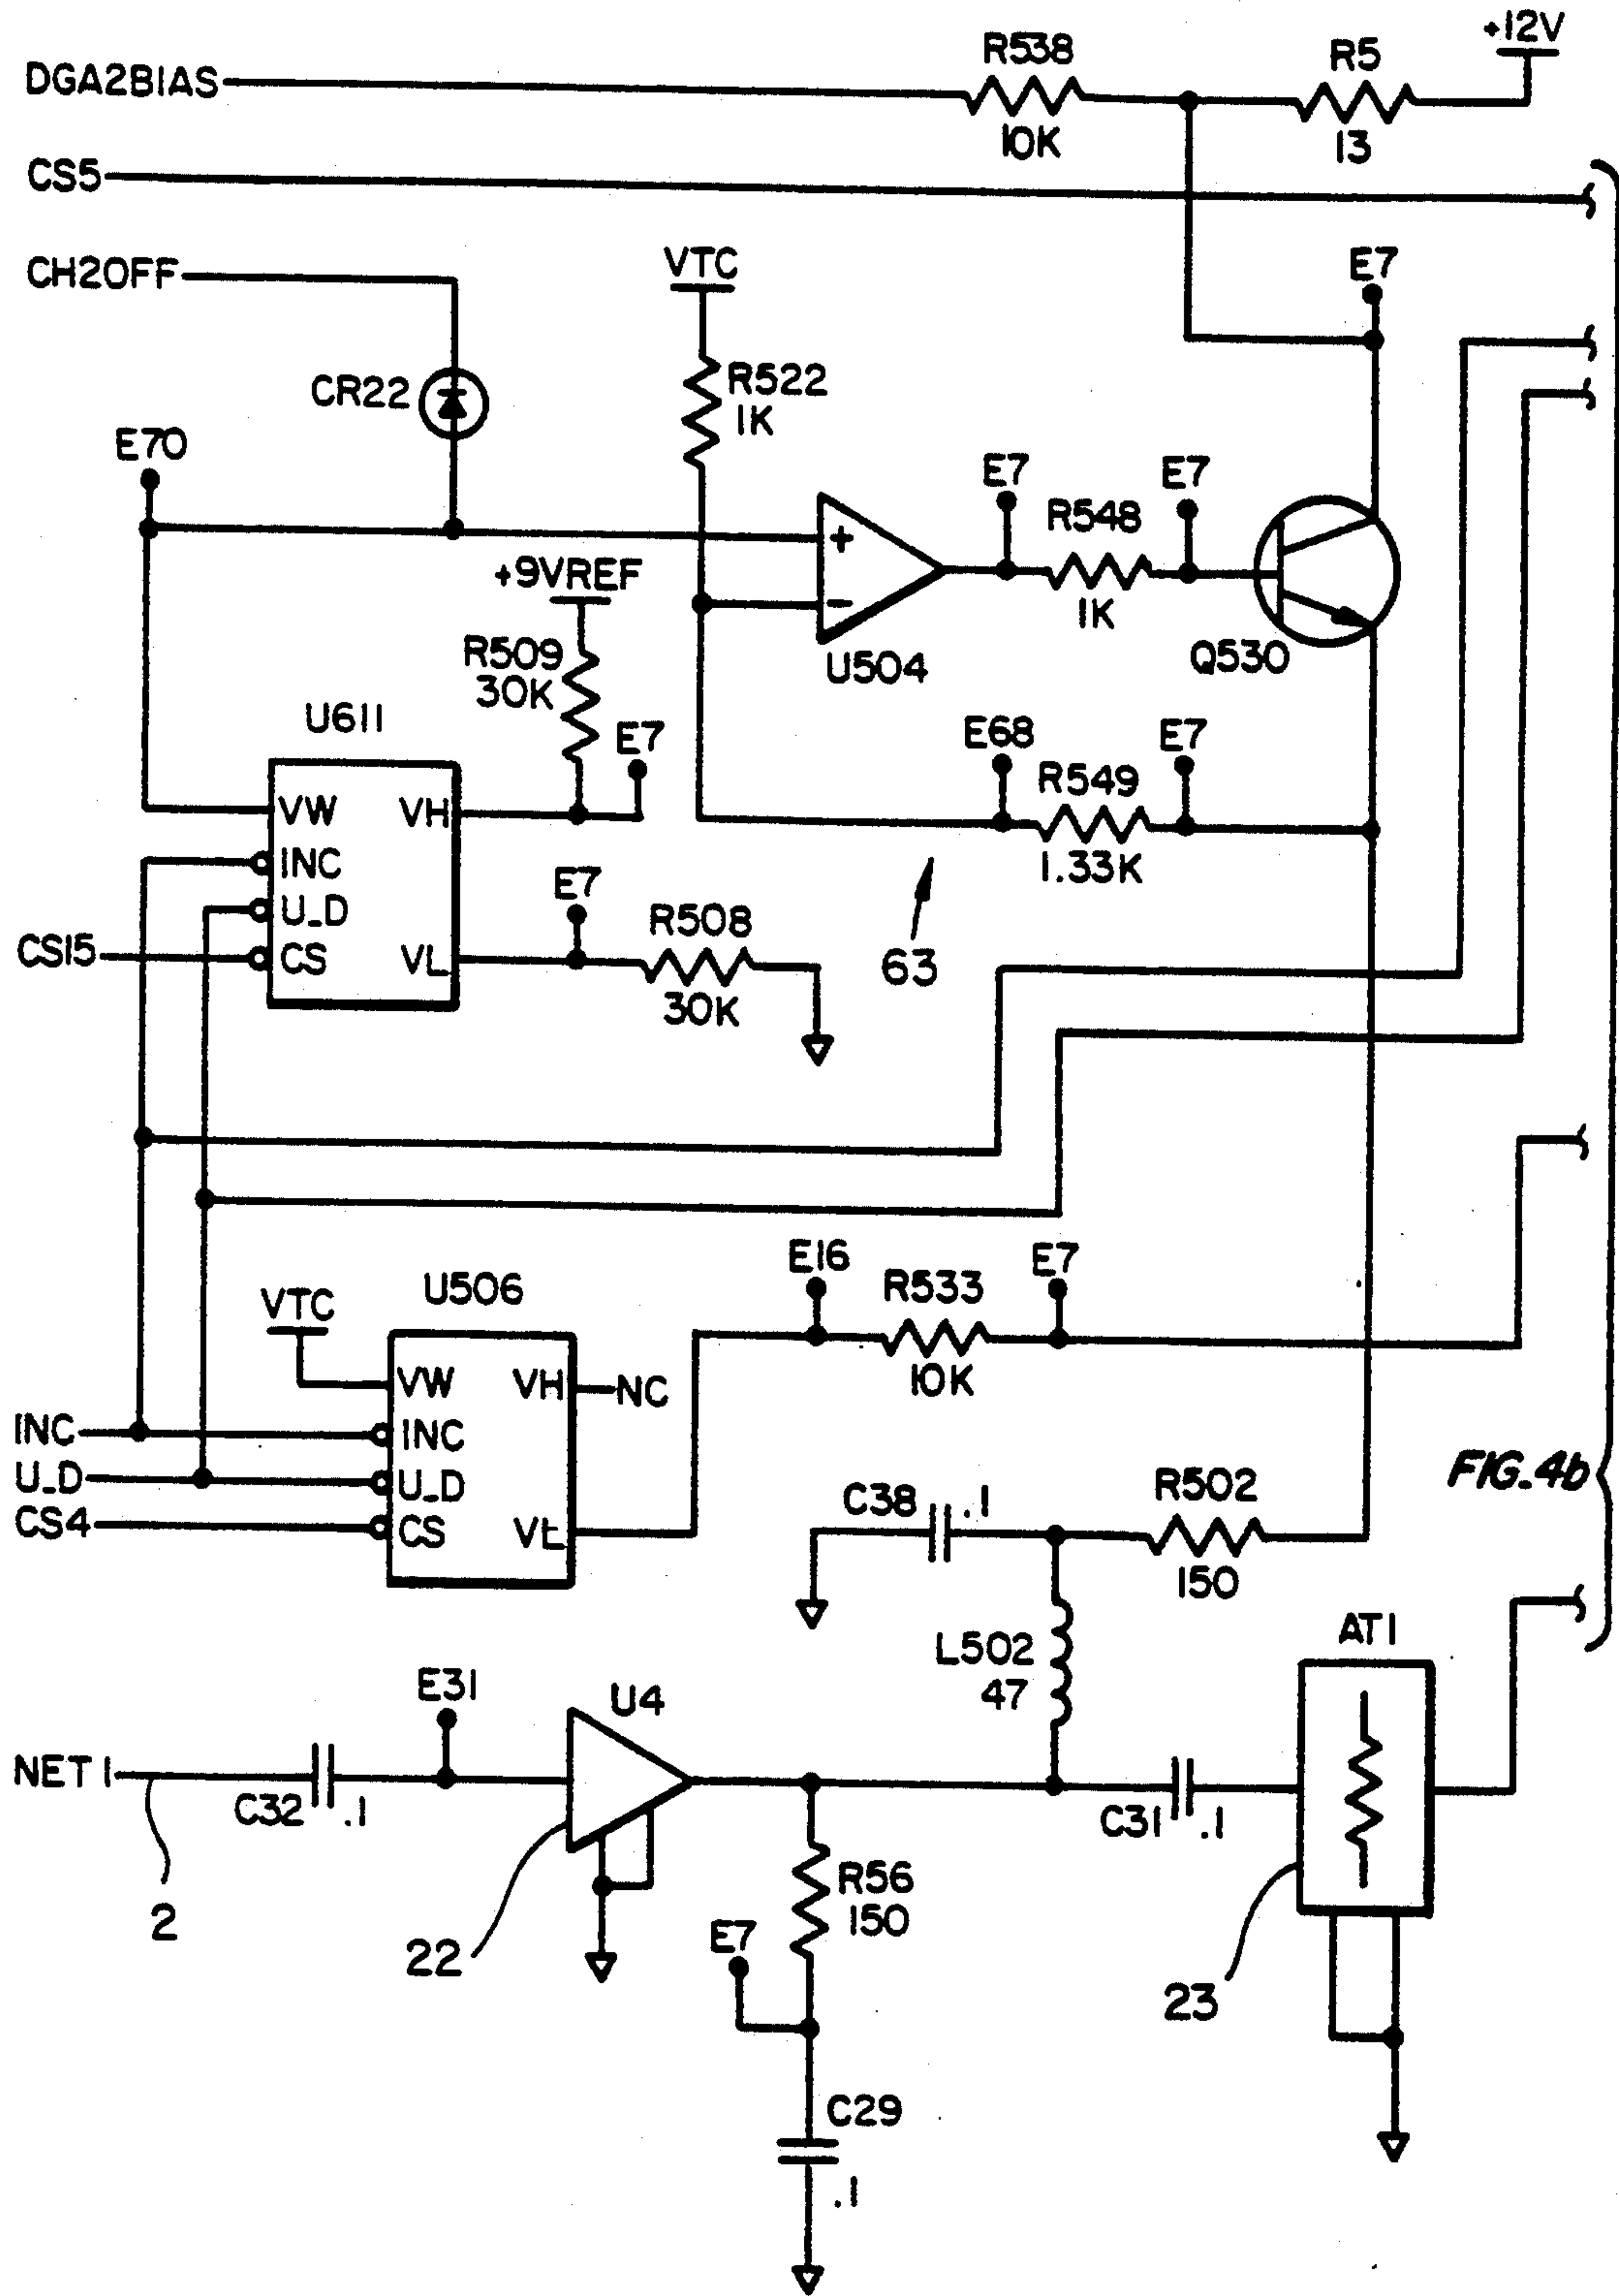 +12V
R538
R5
DGA2BIAS
10K
13
CS5
VTC
E7
CH2OFF
CR22
R522
1K
E70
E7
E7
R548
+
+9VREF
-
1K
R509
30K
U504
Q530
U611
E7
E68
E7
R549
VW
VH
1.33K
INC
E7
U_D
R508
CS15
CS
VL
63
30K
E16
E7
U506
R533
VTC
VW
VH
NC
10K
INC
INC
U_D
U_D
CS4
CS
VL
C38
.1
R502
FIG_4b
150
AT1
L502
47
E31
U4
NET 1
C32
.1
C31
.1
R56
150
2
22
E7
23
C29
.1